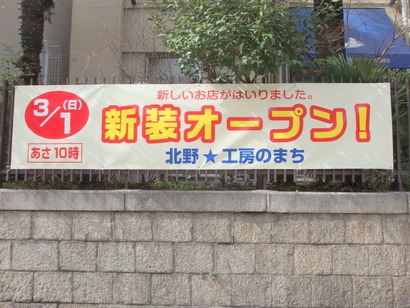 3/1(日)
あさ10時
新しいお店がはいりました。
新装オープン!
北野★工房のまち